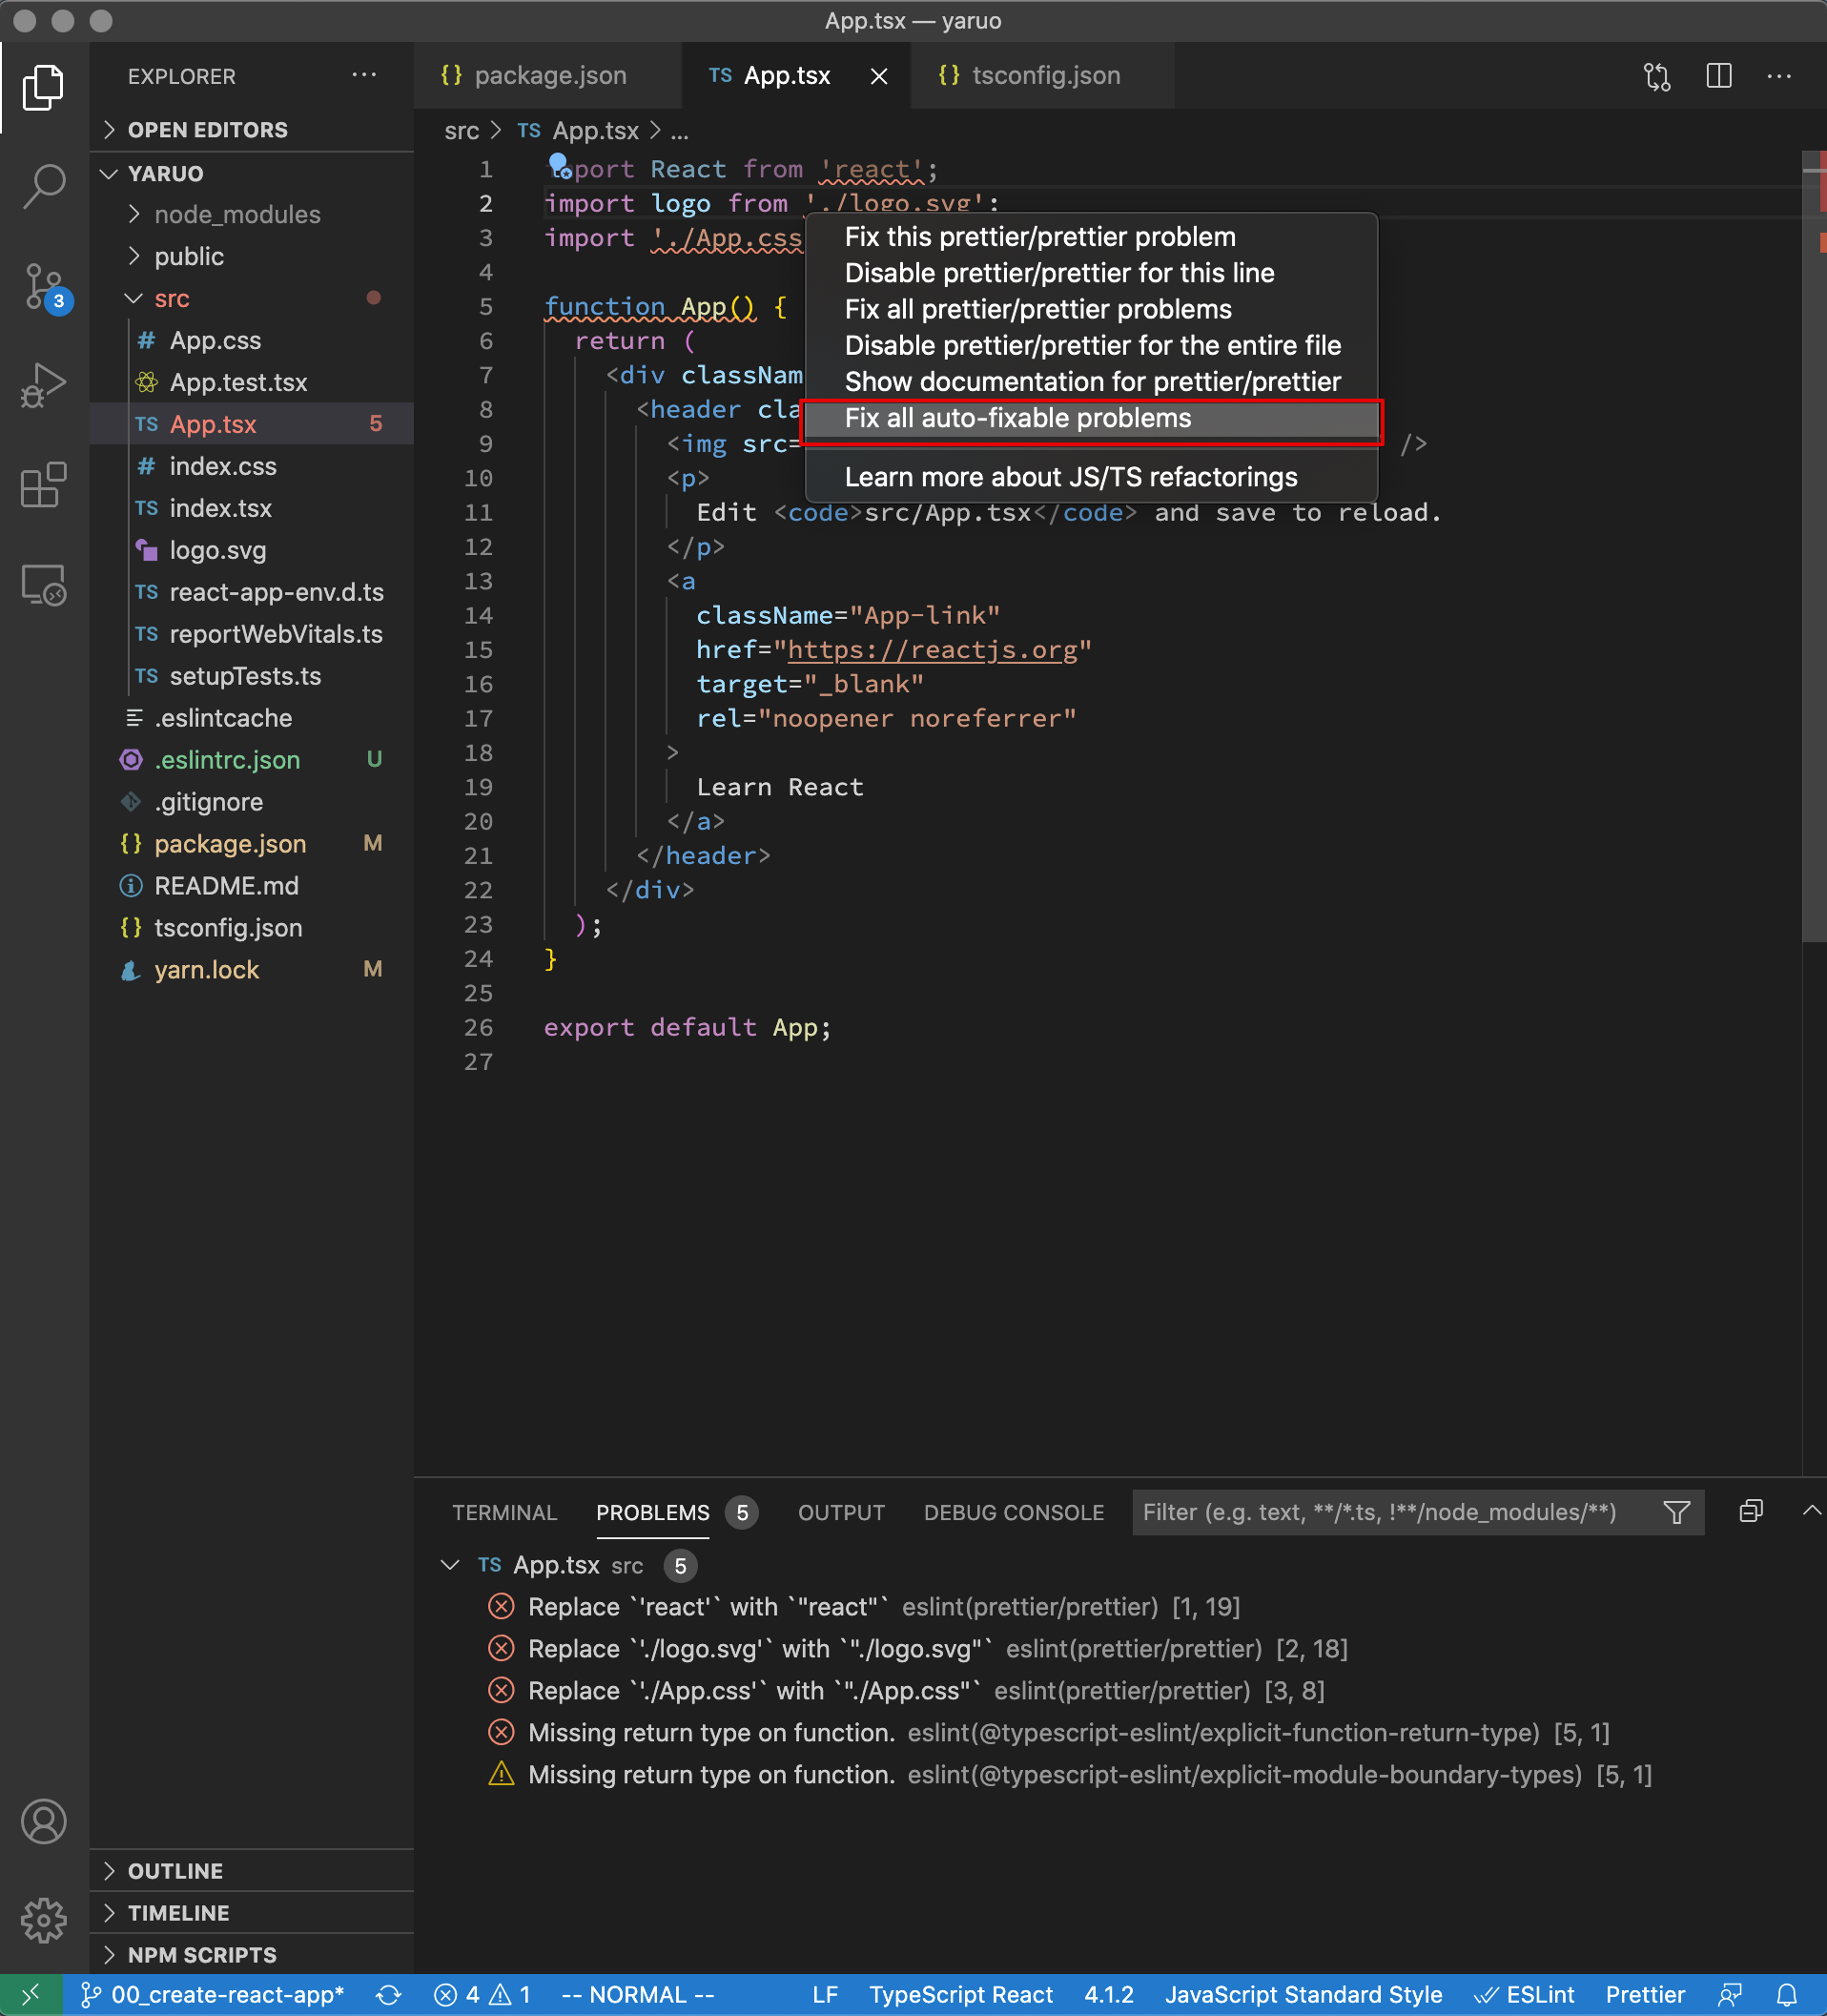 App.tsx — yaruo
EXPLORER
OPEN EDITORS
YARUO
node_modules
public
src
App.css
App.test.tsx
App.tsx 5
index.css
index.tsx
logo.svg
react-app-env.d.ts
reportWebVitals.ts
setupTests.ts
.eslintcache
.eslintrc.json U
.gitignore
package.json M
README.md
tsconfig.json
yarn.lock M
OUTLINE
TIMELINE
NPM SCRIPTS
3
{} package.json TS App.tsx {} tsconfig.json
src > TS App.tsx > ...
1 port React from 'react';
2 import logo from './logo.svg';
3 import './App.css
4
5 function App() {
6 return (
7 <div classNam
8 <header cla
9 <img src= />
10 <p>
11 Edit <code>src/App.tsx</code> and save to reload.
12 </p>
13 <a
14 className="App-link"
15 href="https://reactjs.org"
16 target="_blank"
17 rel="noopener noreferrer"
18 >
19 Learn React
20 </a>
21 </header>
22 </div>
23 );
24 }
25
26 export default App;
27
Fix this prettier/prettier problem
Disable prettier/prettier for this line
Fix all prettier/prettier problems
Disable prettier/prettier for the entire file
Show documentation for prettier/prettier
Fix all auto-fixable problems
Learn more about JS/TS refactorings
TERMINAL PROBLEMS 5 OUTPUT DEBUG CONSOLE Filter (e.g. text, **/*.ts, !**/node_modules/**)
TS App.tsx src 5
Replace `'react'` with `"react"` eslint(prettier/prettier) [1, 19]
Replace `'./logo.svg'` with `"./logo.svg"` eslint(prettier/prettier) [2, 18]
Replace `'./App.css'` with `"./App.css"` eslint(prettier/prettier) [3, 8]
Missing return type on function. eslint(@typescript-eslint/explicit-function-return-type) [5, 1]
Missing return type on function. eslint(@typescript-eslint/explicit-module-boundary-types) [5, 1]
00_create-react-app* 4 1 -- NORMAL -- LF TypeScript React 4.1.2 JavaScript Standard Style ESLint Prettier